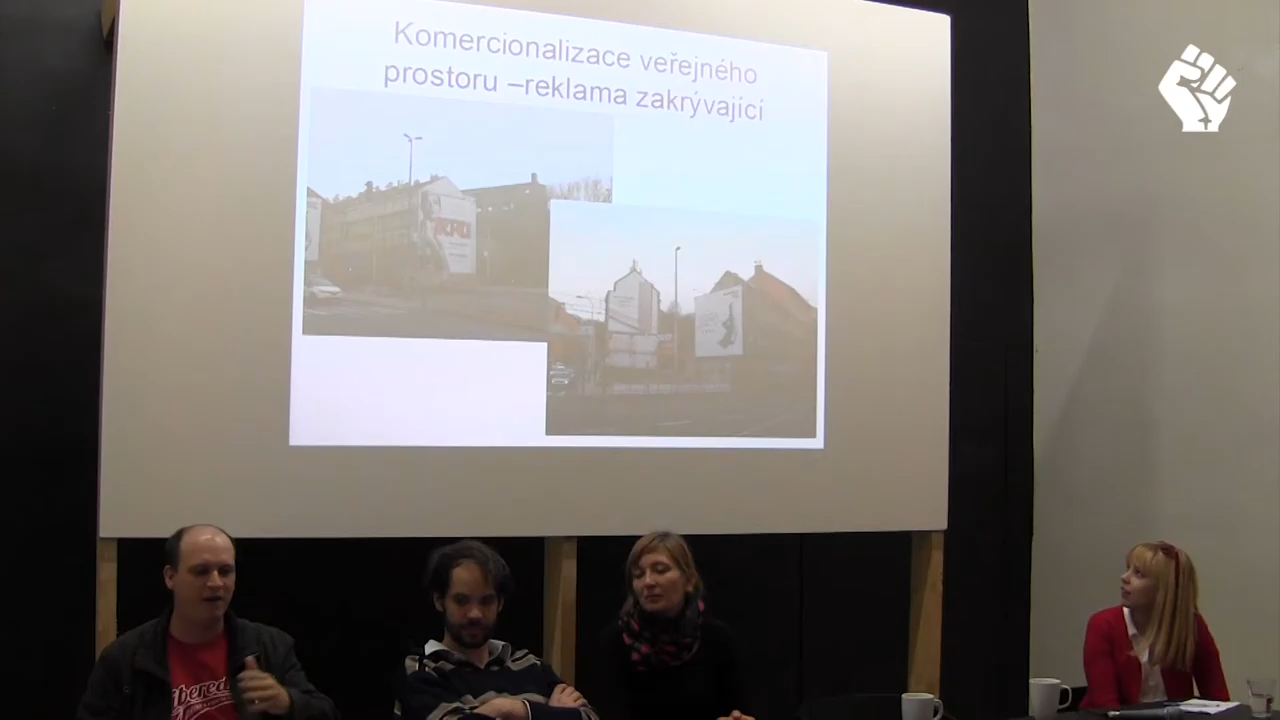 Komercionalizace veřejného
prostoru –reklama zakrývající